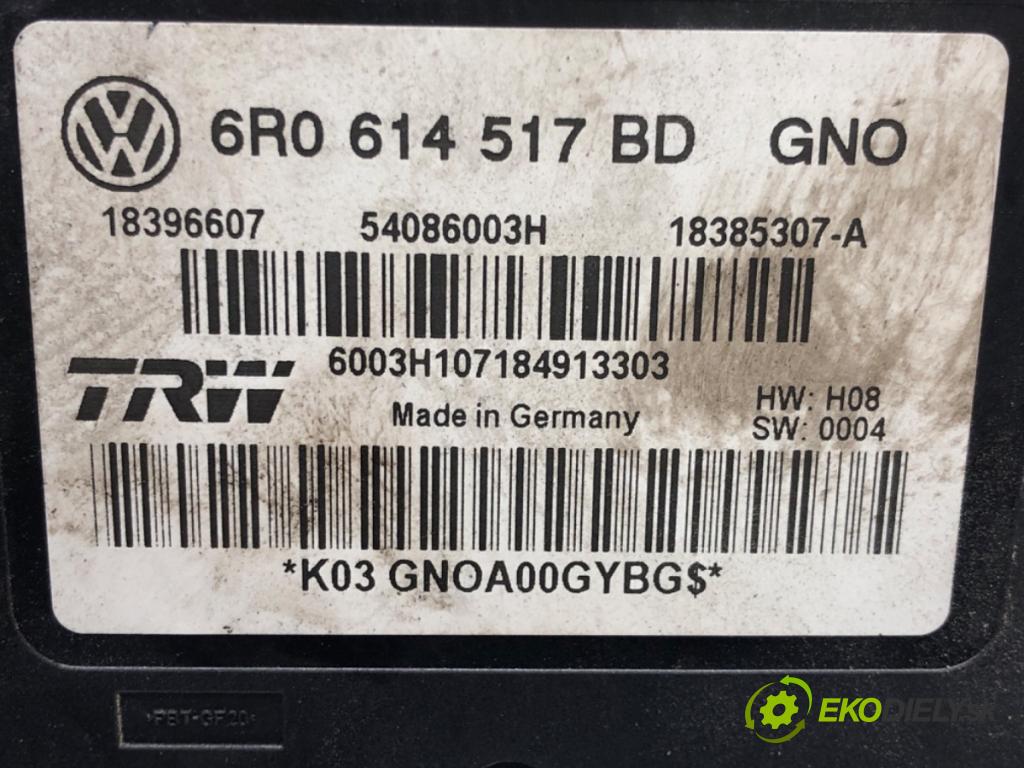 6R0 614 517 BD GNO
18396607 54086003H 18385307-A
TRW 6003H107184913303
Made in Germany
HW: H08
SW: 0004
*K03 GNOA00GYBG$*
>PBT-GF20<
EKODIELY.SK